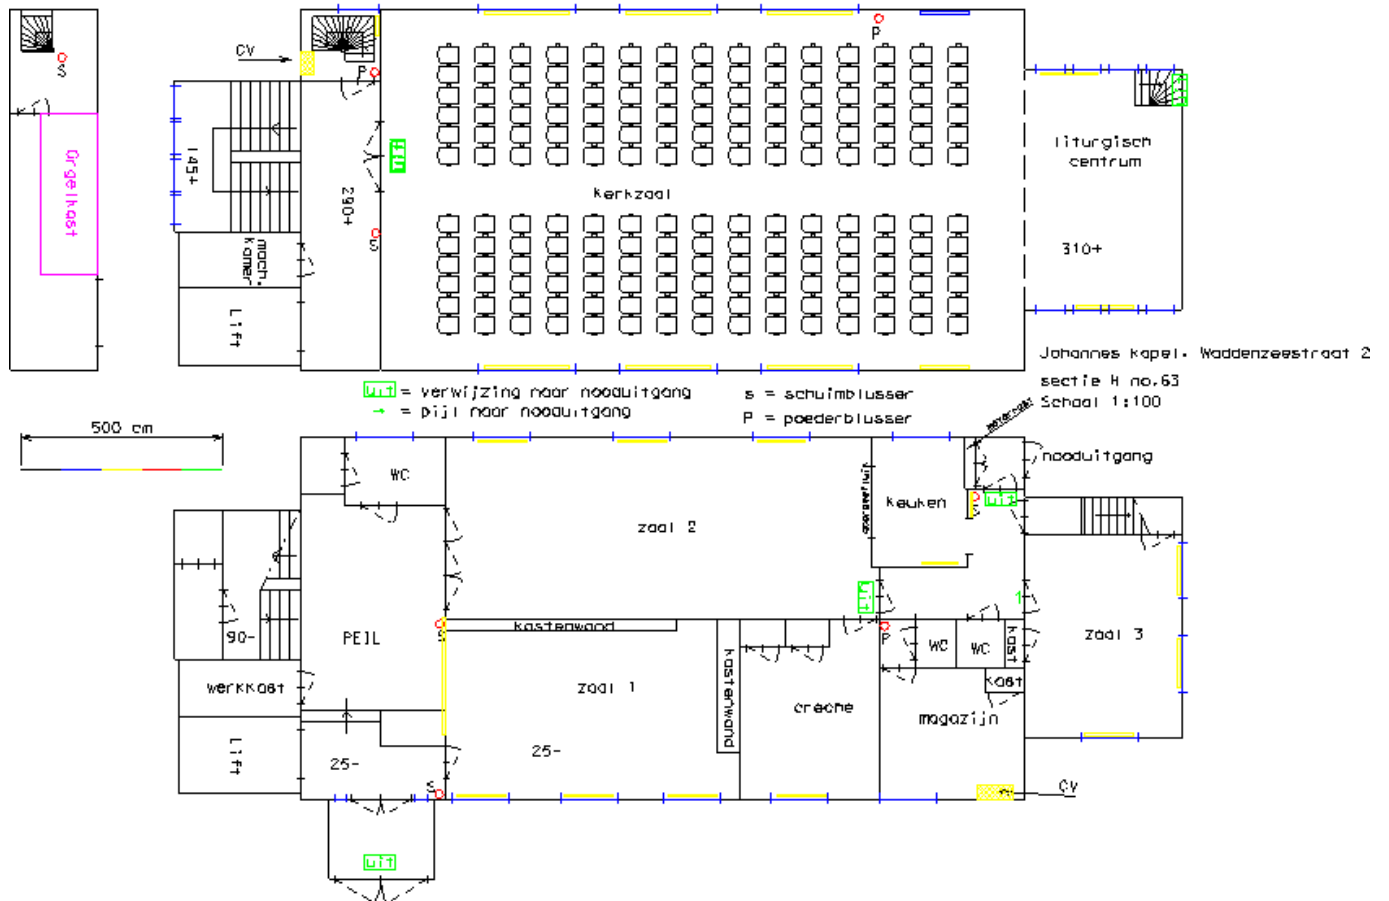 CV
S
P
P
Orgelkast
145+
290+
S
mach.
kamer
Lift
kerkzaal
liturgisch
centrum
310+
Johannes kapel. Waddenzeestraat 2
sectie H no.63
Schaal 1:100
uit = verwijzing naar nooduitgang
→ = pijl naar nooduitgang
s = schuimblusser
P = poederblusser
500 cm
WC
zaal 2
keuken
uit
nooduitgang
uit
90-
PEIL
S
kastenwand
P
WC
WC
kast
zaal 3
werkkast
zaal 1
kastenwand
creche
kast
magazijn
Lift
25-
25-
S
CV
uit